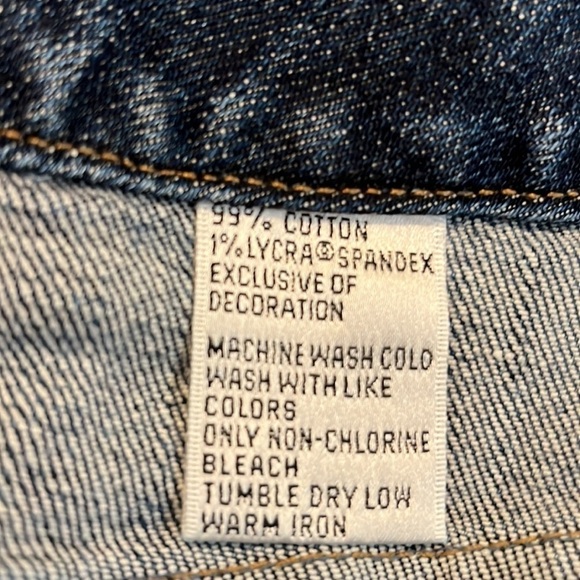 99% COTTON
1% LYCRA® SPANDEX
EXCLUSIVE OF
DECORATION
MACHINE WASH COLD
WASH WITH LIKE
COLORS
ONLY NON-CHLORINE
BLEACH
TUMBLE DRY LOW
WARM IRON